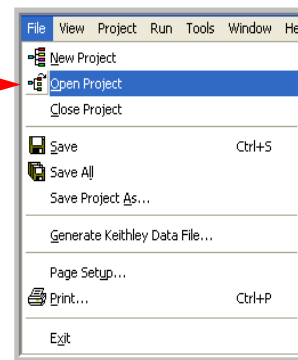 File View Project Run Tools Window He
New Project
Open Project
Close Project
Save Ctrl+S
Save All
Save Project As...
Generate Keithley Data File...
Page Setup...
Print... Ctrl+P
Exit